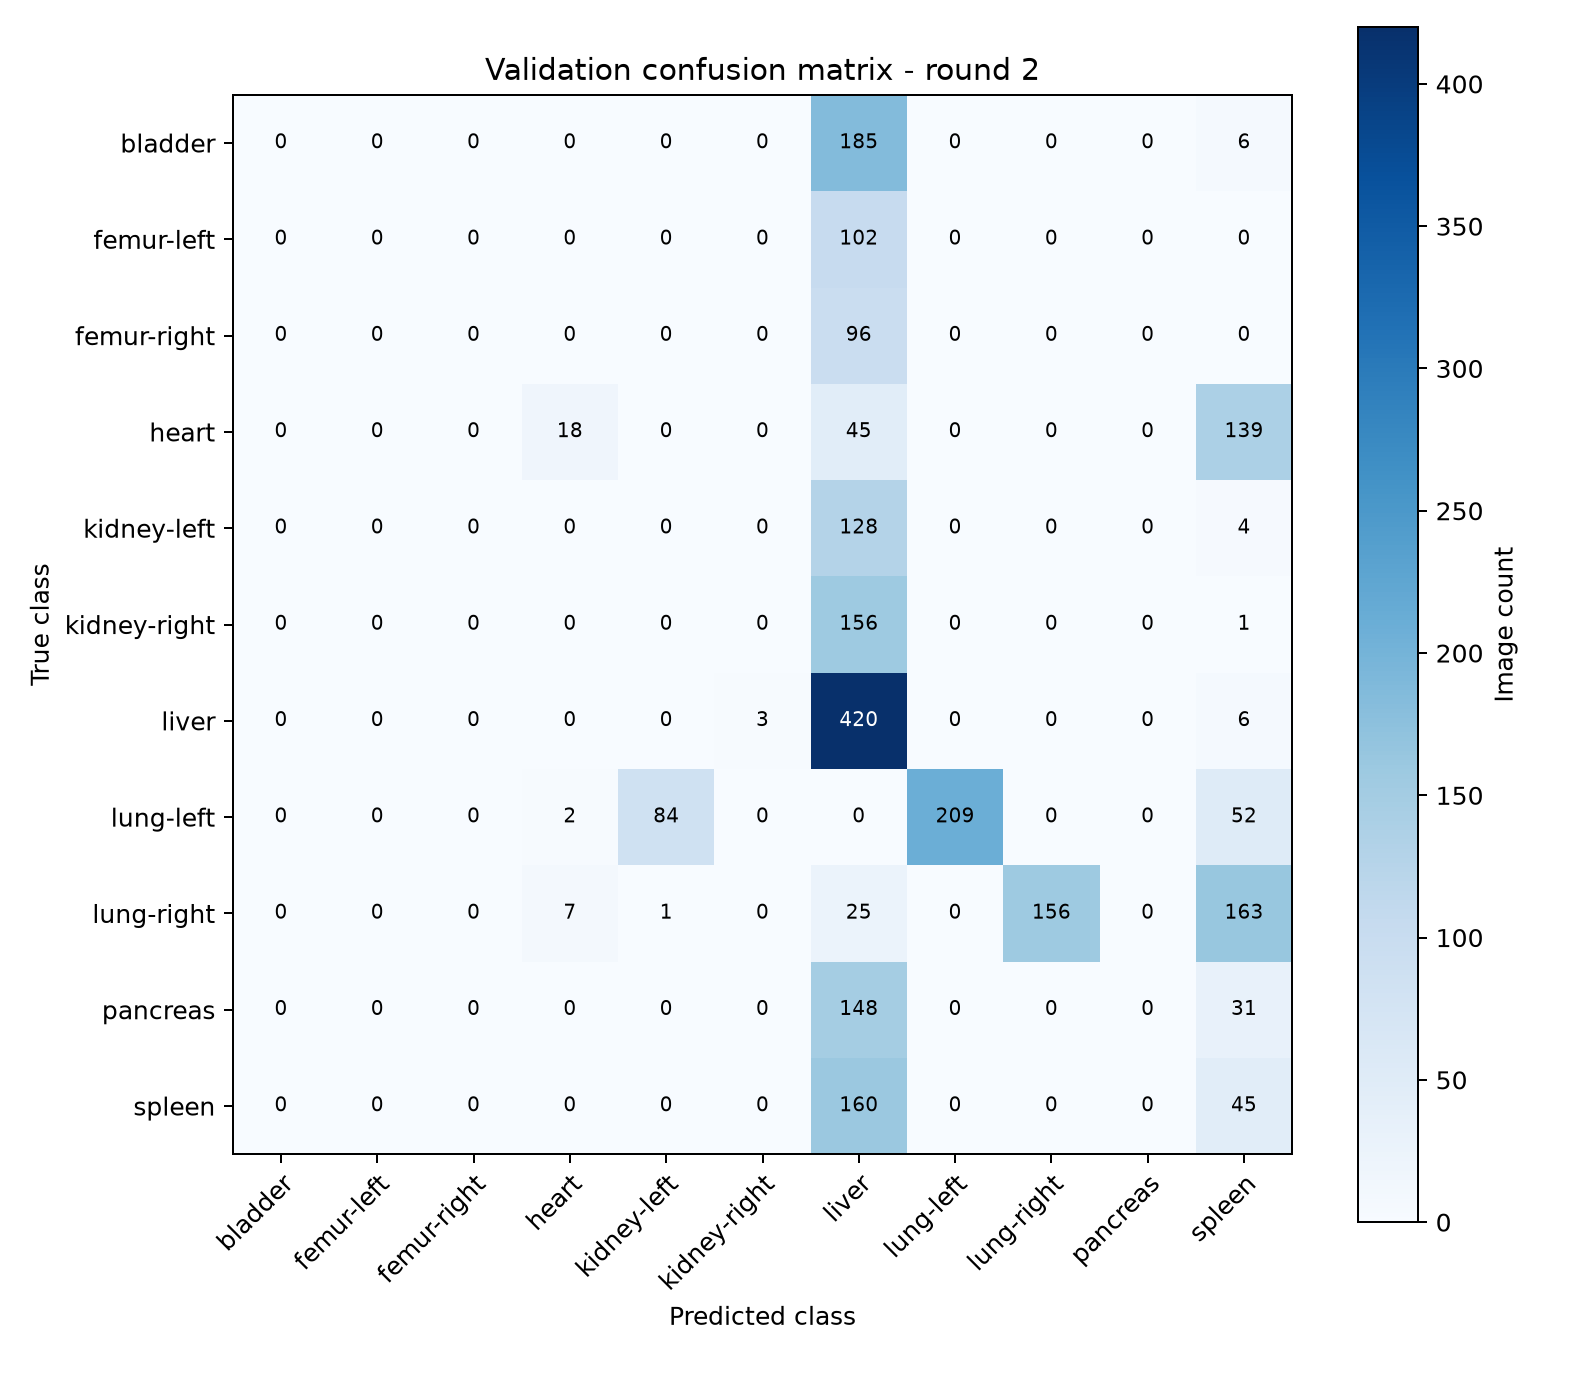 Validation confusion matrix - round 2
bladder 0 0 0 0 0 0 185 0 0 0 6
femur-left 0 0 0 0 0 0 102 0 0 0 0
femur-right 0 0 0 0 0 0 96 0 0 0 0
heart 0 0 0 18 0 0 45 0 0 0 139
kidney-left 0 0 0 0 0 0 128 0 0 0 4
kidney-right 0 0 0 0 0 0 156 0 0 0 1
liver 0 0 0 0 0 3 420 0 0 0 6
lung-left 0 0 0 2 84 0 0 209 0 0 52
lung-right 0 0 0 7 1 0 25 0 156 0 163
pancreas 0 0 0 0 0 0 148 0 0 0 31
spleen 0 0 0 0 0 0 160 0 0 0 45
True class
bladder femur-left femur-right heart kidney-left kidney-right liver lung-left lung-right pancreas spleen
Predicted class
400
350
300
250
200
150
100
50
0
Image count